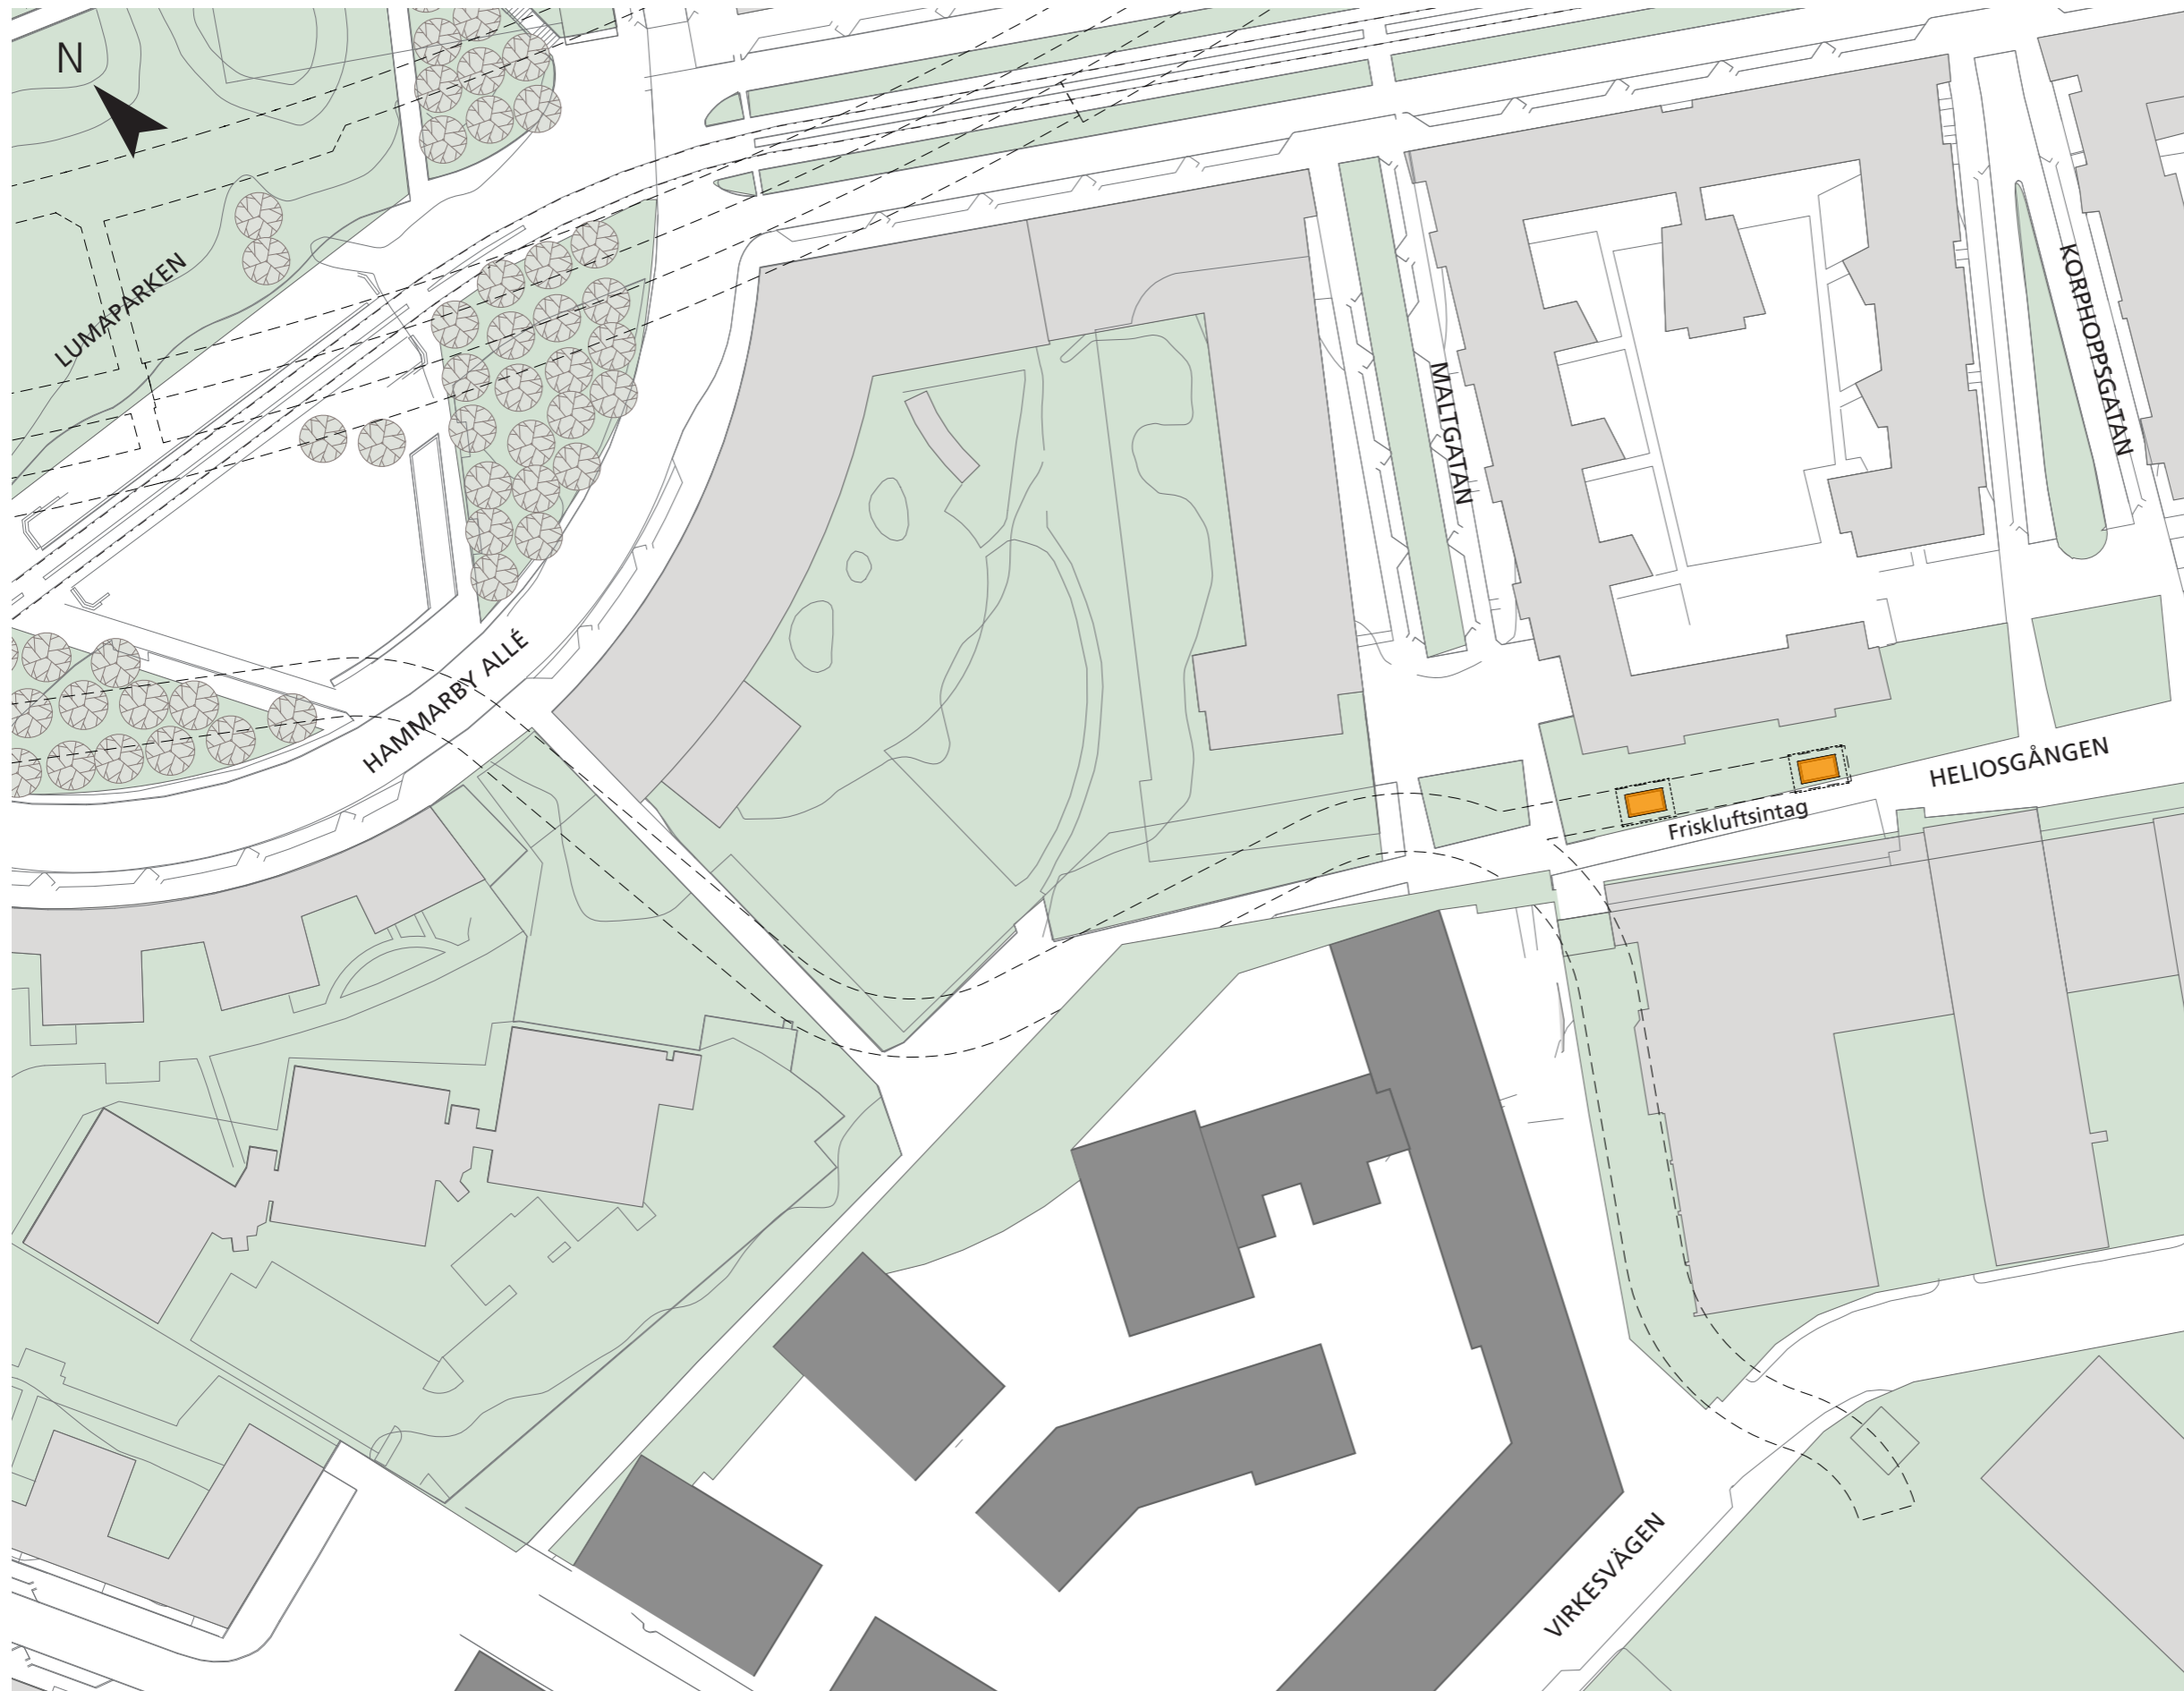 N
LUMAPARKEN
KORPHOPPSGATAN
MALTGATAN
HAMMARBY ALLÉ
HELIOSGÅNGEN
Friskluftsintag
VIRKESVÄGEN